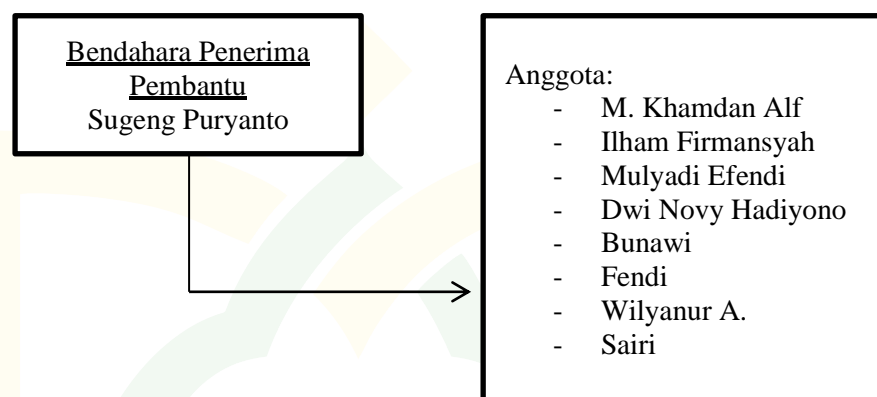 Bendahara Penerima
Pembantu
Sugeng Puryanto
Anggota:
- M. Khamdan Alf
- Ilham Firmansyah
- Mulyadi Efendi
- Dwi Novy Hadiyono
- Bunawi
- Fendi
- Wilyanur A.
- Sairi